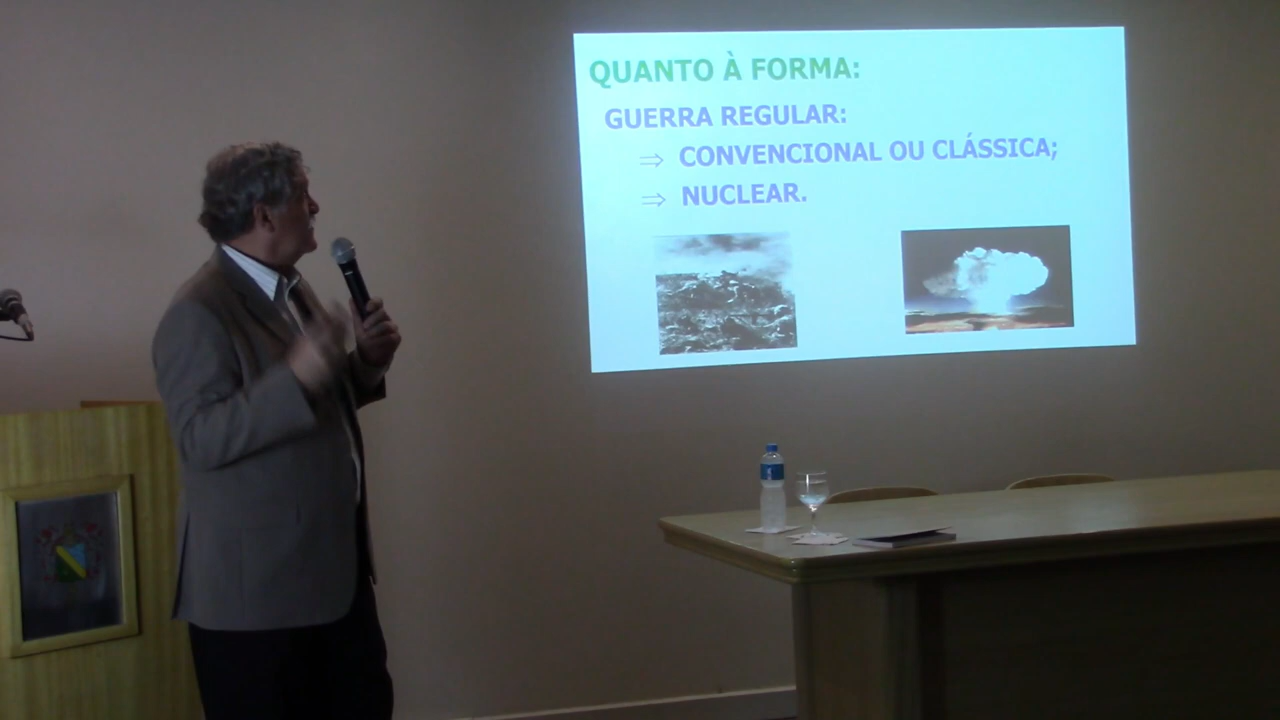 QUANTO À FORMA:
GUERRA REGULAR:
⇒ CONVENCIONAL OU CLÁSSICA;
⇒ NUCLEAR.